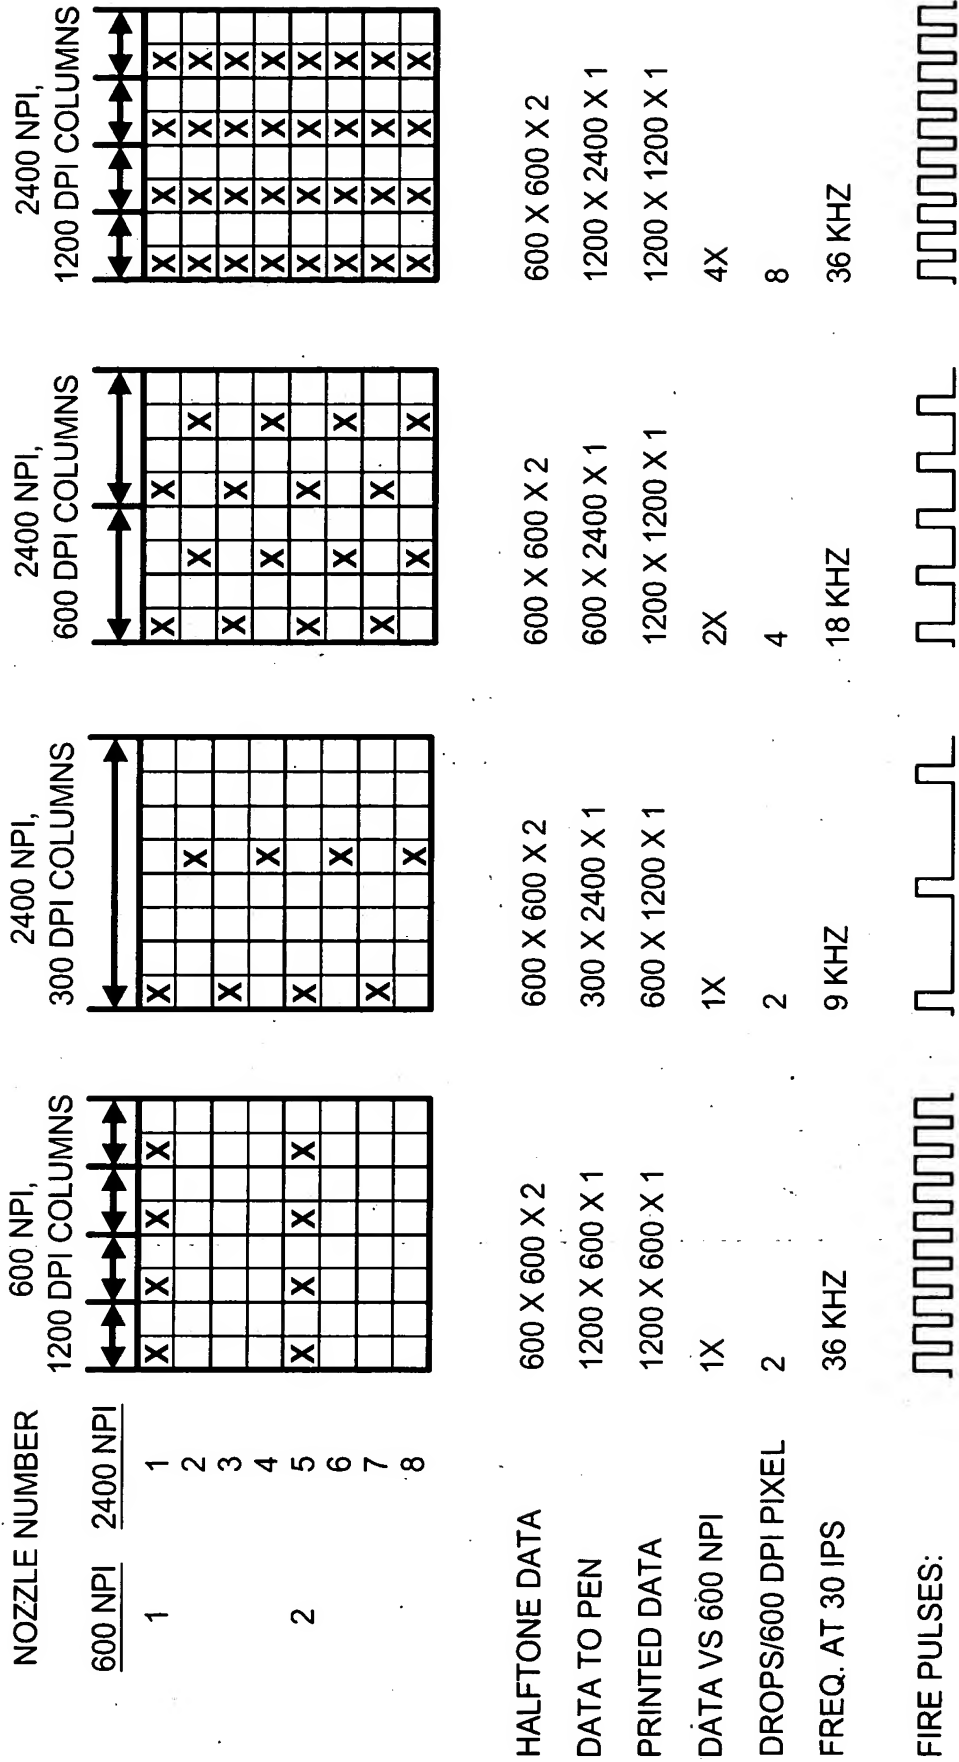 NOZZLE NUMBER
600 NPI 2400 NPI
1 1
2
3
4
2 5
6
7
8
600 NPI,
1200 DPI COLUMNS
X X X X
X X X X
2400 NPI,
300 DPI COLUMNS
X
X
X
X
X
X
X
X
2400 NPI,
600 DPI COLUMNS
X X
X X
X X
X X
X X
X X
X X
X X
2400 NPI,
1200 DPI COLUMNS
X X X X
X X X X
X X X X
X X X X
X X X X
X X X X
X X X X
X X X X
HALFTONE DATA 600 X 600 X 2 600 X 600 X 2 600 X 600 X 2 600 X 600 X 2
DATA TO PEN 1200 X 600 X 1 300 X 2400 X 1 600 X 2400 X 1 1200 X 2400 X 1
PRINTED DATA 1200 X 600 X 1 600 X 1200 X 1 1200 X 1200 X 1 1200 X 1200 X 1
DATA VS 600 NPI 1X 1X 2X 4X
DROPS/600 DPI PIXEL 2 2 4 8
FREQ. AT 30 IPS 36 KHZ 9 KHZ 18 KHZ 36 KHZ
FIRE PULSES: